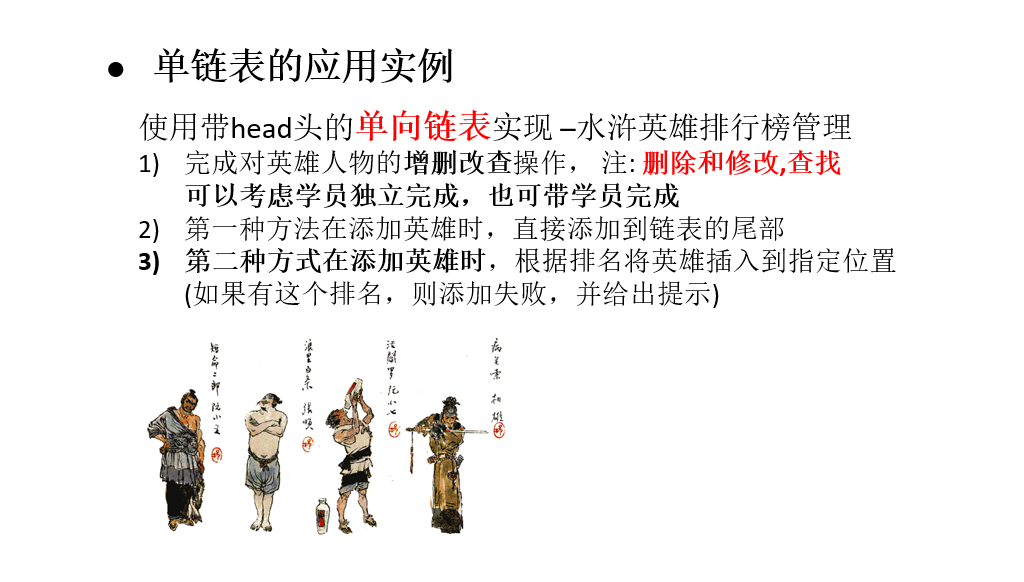 ● 单链表的应用实例
使用带head头的单向链表实现 –水浒英雄排行榜管理
1) 完成对英雄人物的增删改查操作， 注: 删除和修改,查找
可以考虑学员独立完成，也可带学员完成
2) 第一种方法在添加英雄时，直接添加到链表的尾部
3) 第二种方式在添加英雄时，根据排名将英雄插入到指定位置
(如果有这个排名，则添加失败，并给出提示)
短命二郎 阮小五
浪里白条 张顺
活阎罗 阮小七
病关索 杨雄